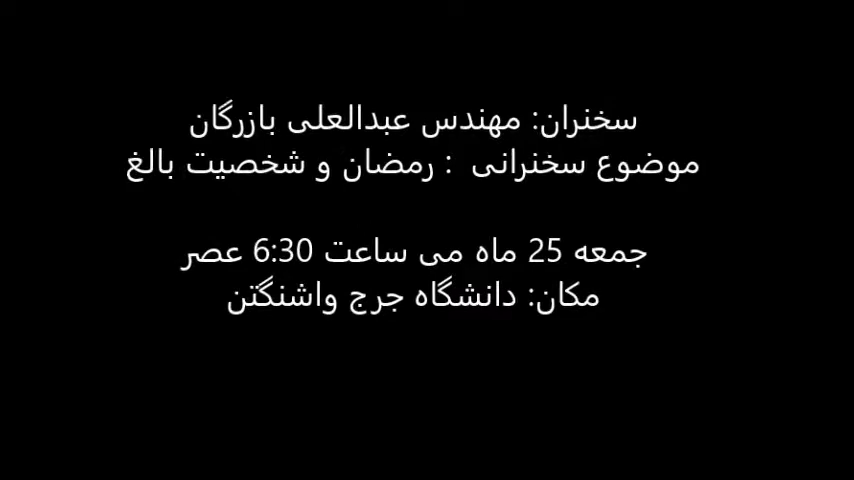 سخنران: مهندس عبدالعلی بازرگان
موضوع سخنرانی : رمضان و شخصیت بالغ
جمعه 25 ماه می ساعت 6:30 عصر
مکان: دانشگاه جرج واشنگتن